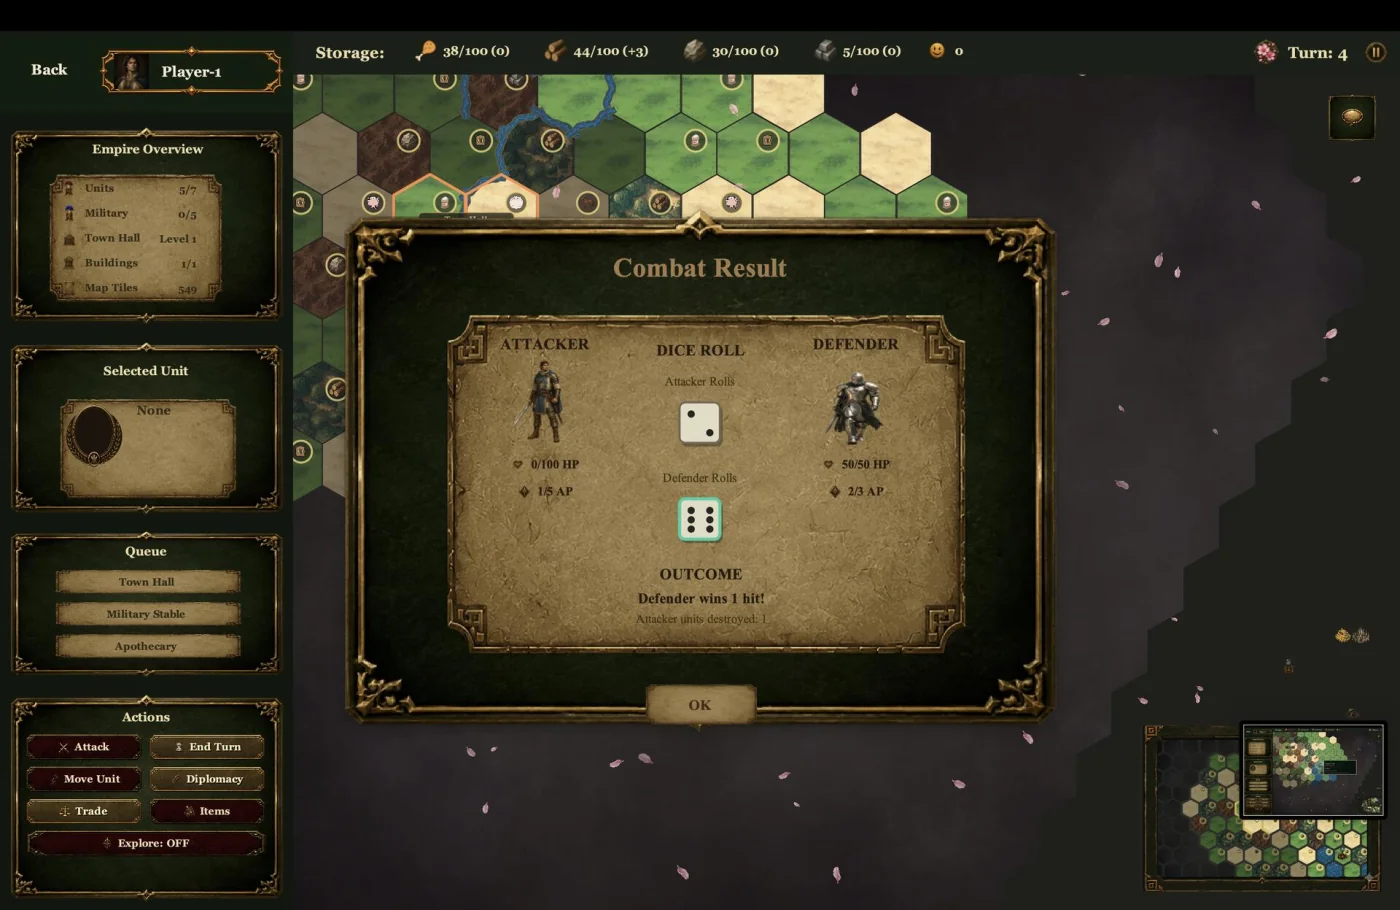 Back
Player-1
Storage:
38/100 (0)
44/100 (+3)
30/100 (0)
5/100 (0)
0
Turn: 4
Empire Overview
Units 5/7
Military 0/5
Town Hall Level 1
Buildings 1/1
Map Tiles 549
Selected Unit
None
Queue
Town Hall
Military Stable
Apothecary
Actions
Attack
End Turn
Move Unit
Diplomacy
Trade
Items
Explore: OFF
Combat Result
ATTACKER
0/100 HP
1/5 AP
DICE ROLL
Attacker Rolls
Defender Rolls
DEFENDER
50/50 HP
2/3 AP
OUTCOME
Defender wins 1 hit!
Attacker units destroyed: 1
OK